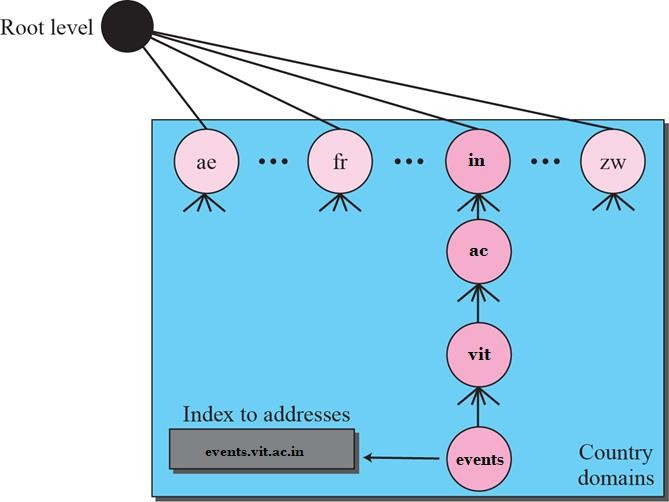 Root level
ae ••• fr ••• in ••• zw
ac
vit
Index to addresses
events.vit.ac.in
events
Country
domains